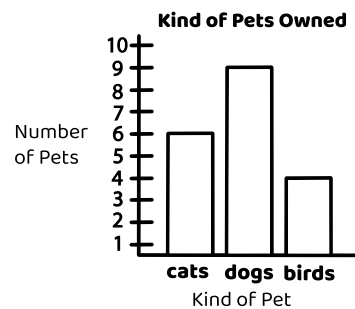 Kind of Pets Owned
10
9
8
7
6
5
4
3
2
1
Number
of Pets
cats dogs birds
Kind of Pet